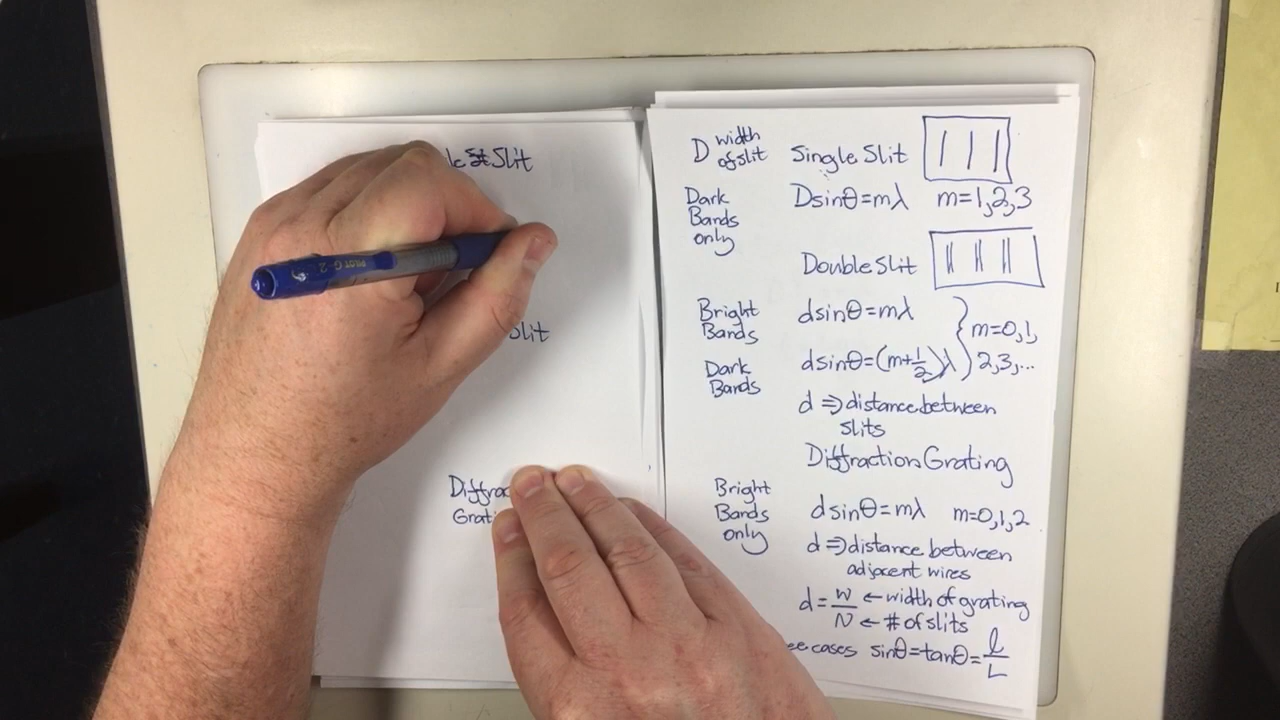 Slit
Slit
Grati
D width of slit
Single Slit
Dark Bands only
Dsinθ=mλ m=1,2,3
Double Slit
Bright Bands
dsinθ=mλ
Dark Bands
dsinθ=(m+1/2)λ
m=0,1,
2,3,...
d ⇒ distance between
slits
Diffraction Grating
Bright Bands only
dsinθ=mλ m=0,1,2
d ⇒ distance between
adjacent wires
d = W/N ← width of grating
← # of slits
cases sinθ=tanθ=l/L
PILOT G-2